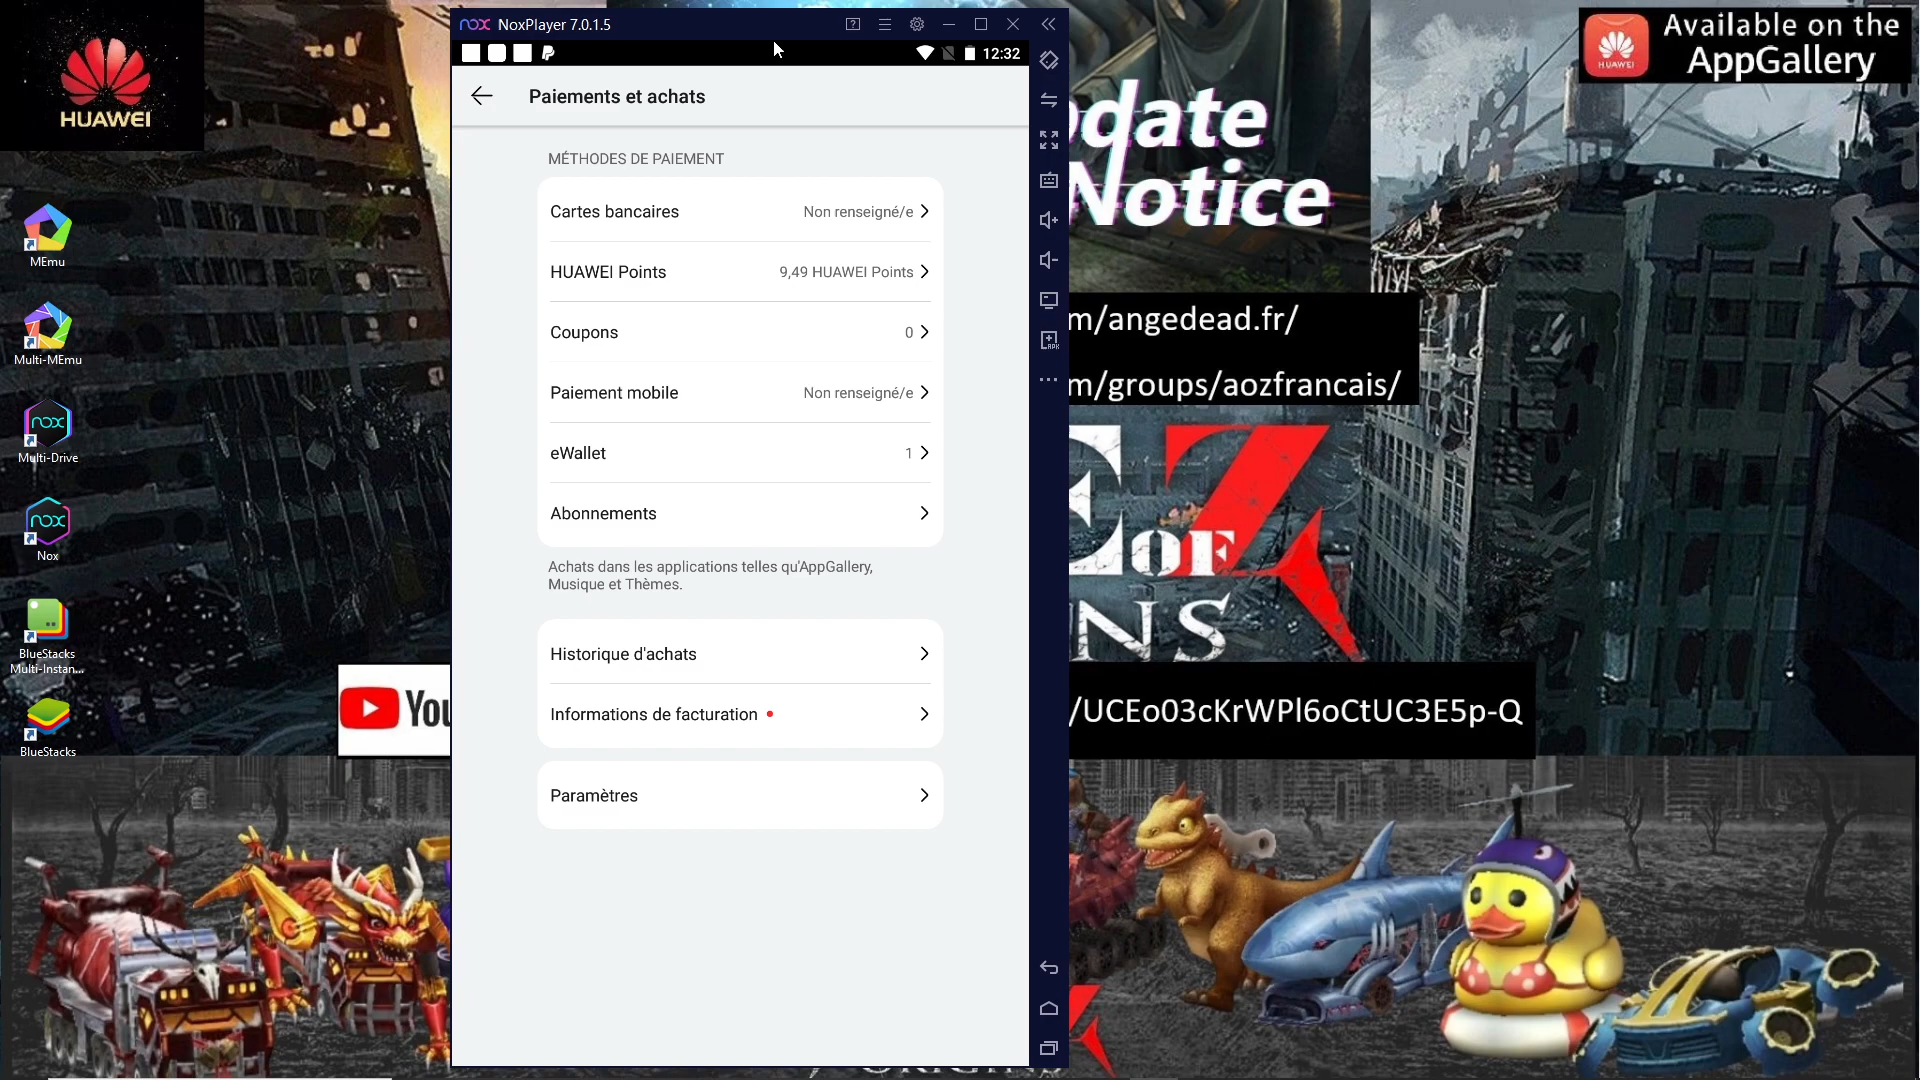 HUAWEI
MEmu
Multi-MEmu
Multi-Drive
Nox
BlueStacks
Multi-Instan...
BlueStacks
nox NoxPlayer 7.0.1.5
12:32
Paiements et achats
MÉTHODES DE PAIEMENT
Cartes bancaires Non renseigné/e
HUAWEI Points 9,49 HUAWEI Points
Coupons 0
Paiement mobile Non renseigné/e
eWallet 1
Abonnements
Achats dans les applications telles qu'AppGallery,
Musique et Thèmes.
Historique d'achats
Informations de facturation
Paramètres
Available on the
AppGallery
HUAWEI
date
Notice
m/angedead.fr/
m/groups/aozfrancais/
E OF Z
NS
You
/UCEo03cKrWPl6oCtUC3E5p-Q